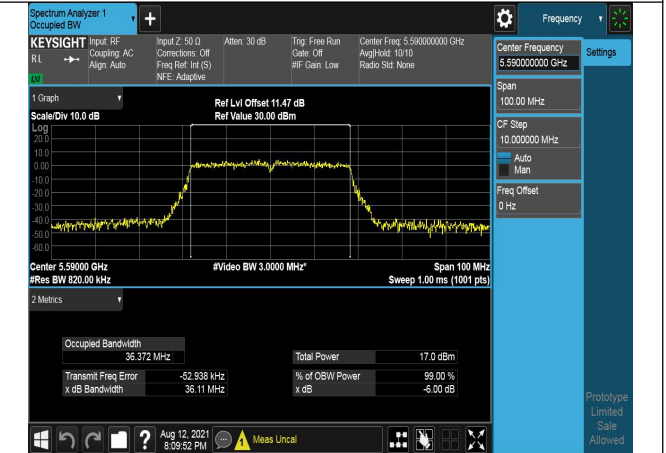 Spectrum Analyzer 1
Occupied BW
+
Frequency
KEYSIGHT
RL
Input: RF
Coupling: AC
Align: Auto
Input Z: 50 Ω
Corrections: Off
Freq Ref: Int (S)
NFE: Adaptive
Atten: 30 dB
Trig: Free Run
Gate: Off
#IF Gain: Low
Center Freq: 5.590000000 GHz
Avg|Hold: 10/10
Radio Std: None
Center Frequency
5.590000000 GHz
Settings
Span
100.00 MHz
CF Step
10.000000 MHz
Auto
Man
Freq Offset
0 Hz
1 Graph
Scale/Div 10.0 dB
Ref Lvl Offset 11.47 dB
Ref Value 30.00 dBm
Log
20.0
10.0
0.00
-10.0
-20.0
-30.0
-40.0
-50.0
-60.0
Center 5.59000 GHz
#Video BW 3.0000 MHz*
Span 100 MHz
#Res BW 820.00 kHz
Sweep 1.00 ms (1001 pts)
2 Metrics
Occupied Bandwidth
36.372 MHz
Total Power 17.0 dBm
Transmit Freq Error -52.938 kHz
% of OBW Power 99.00 %
x dB Bandwidth 36.11 MHz
x dB -6.00 dB
Prototype
Limited
Sale
Allowed
?
Aug 12, 2021
8:09:52 PM
Meas Uncal